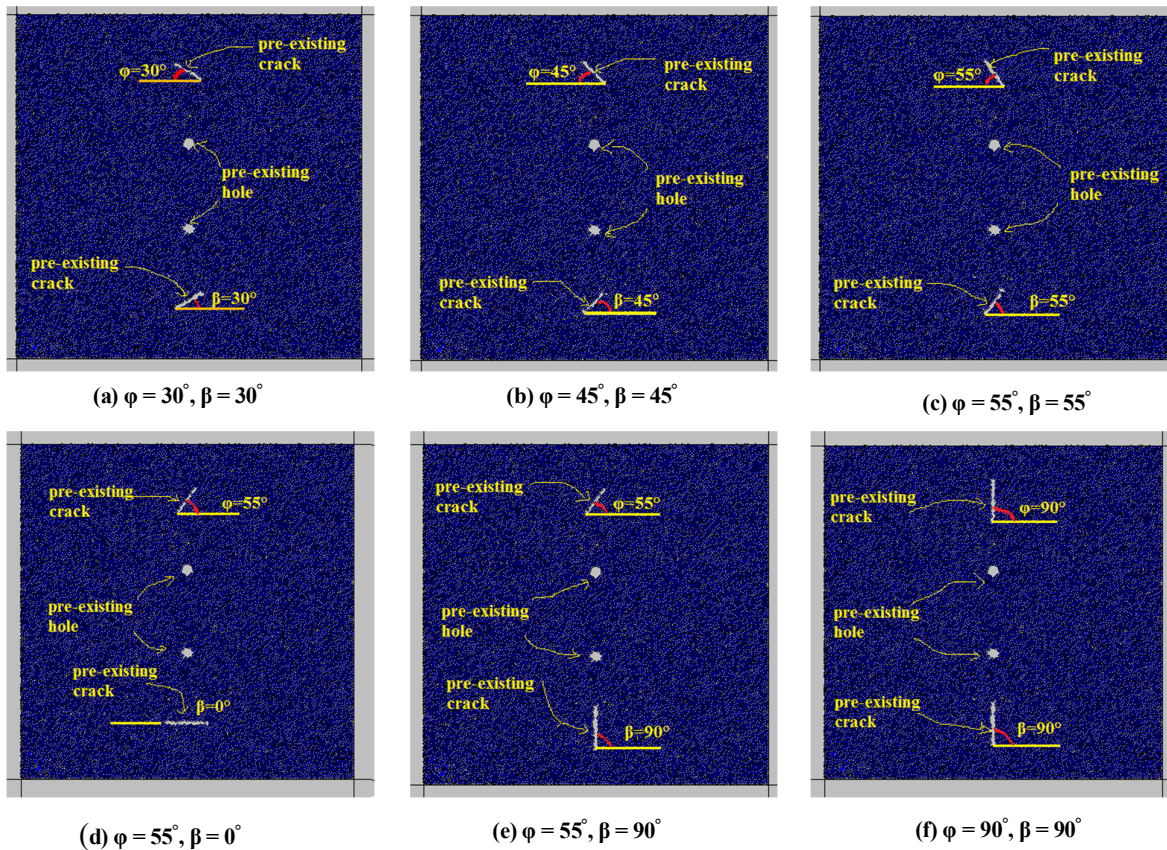 pre-existing
crack
φ=30°
pre-existing
hole
pre-existing
crack
β=30°
(a) φ = 30°, β = 30°
φ=45°
pre-existing
crack
pre-existing
hole
pre-existing
crack
β=45°
(b) φ = 45°, β = 45°
φ=55°
pre-existing
crack
pre-existing
hole
pre-existing
crack
β=55°
(c) φ = 55°, β = 55°
pre-existing
crack
φ=55°
pre-existing
hole
pre-existing
crack
β=0°
(d) φ = 55°, β = 0°
pre-existing
crack
φ=55°
pre-existing
hole
pre-existing
crack
β=90°
(e) φ = 55°, β = 90°
pre-existing
crack
φ=90°
pre-existing
hole
pre-existing
crack
β=90°
(f) φ = 90°, β = 90°